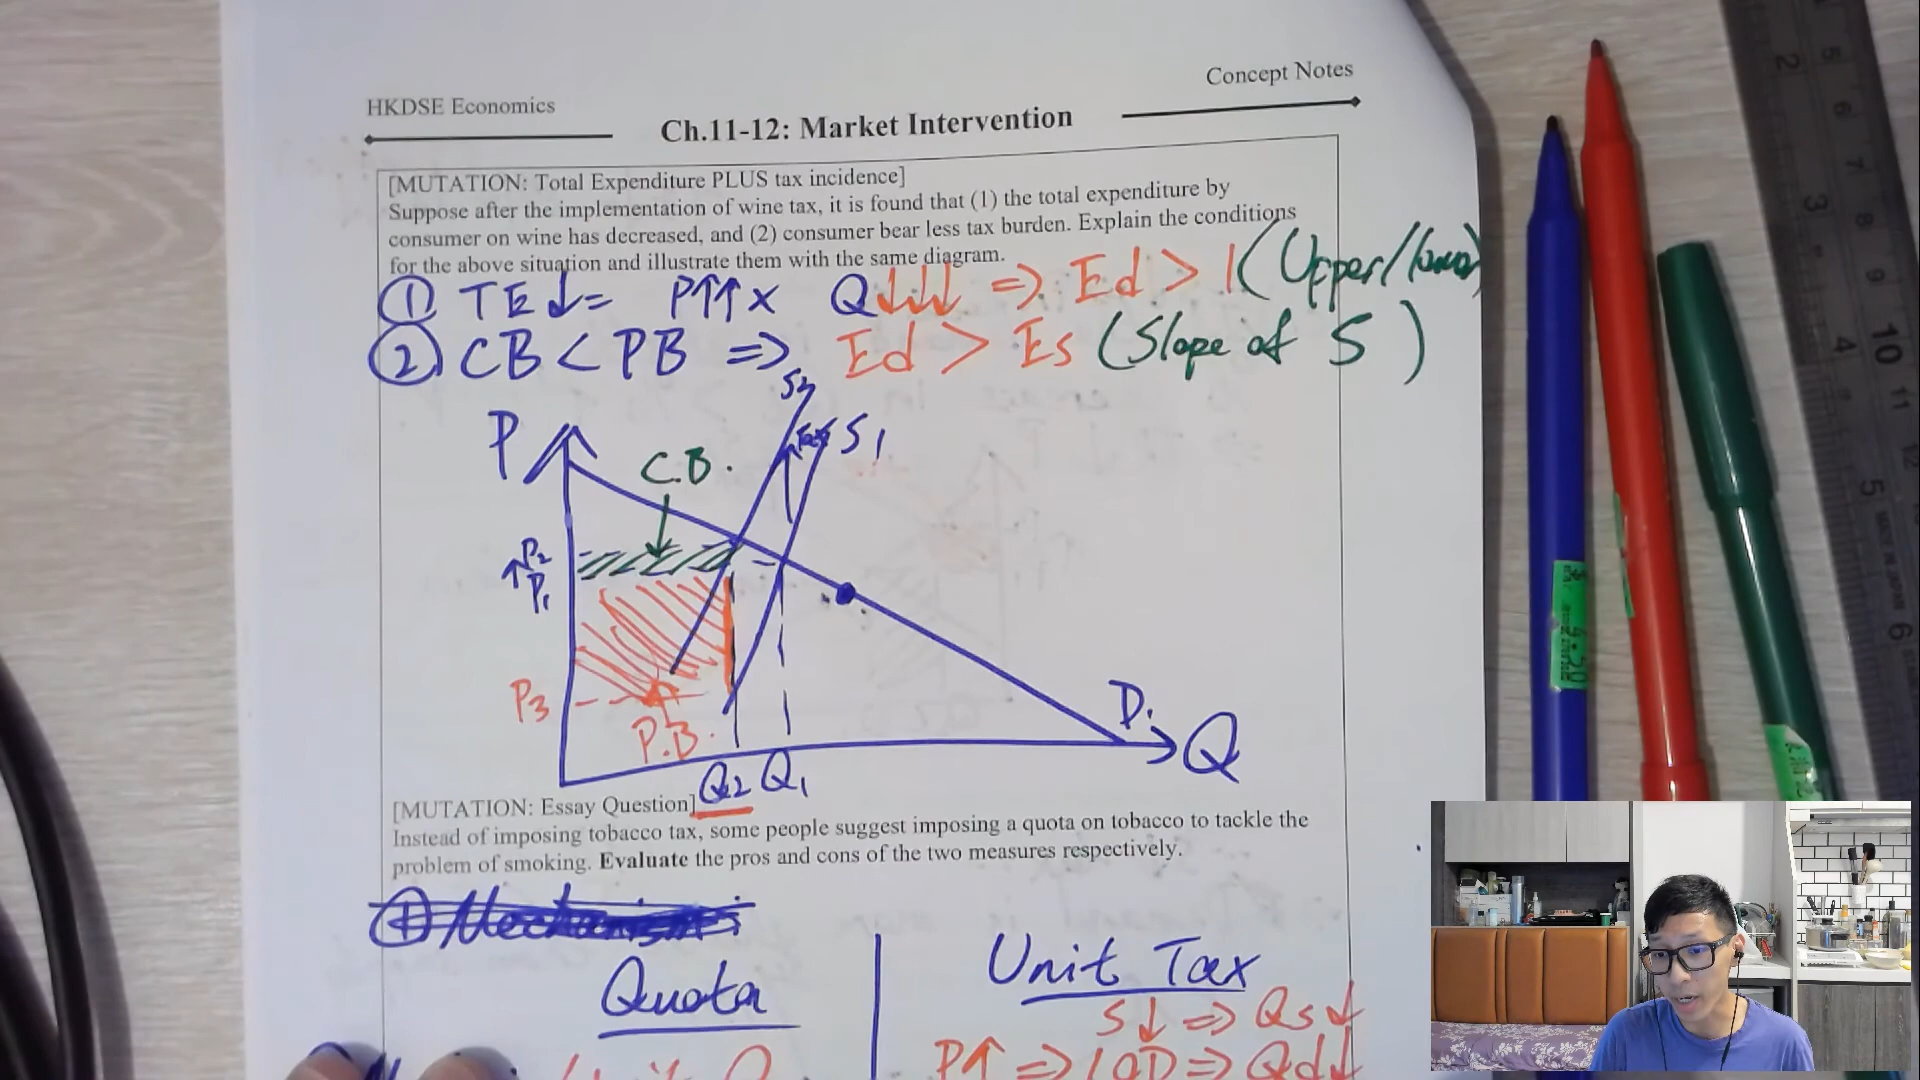 HKDSE Economics
Concept Notes
Ch.11-12: Market Intervention
[MUTATION: Total Expenditure PLUS tax incidence]
Suppose after the implementation of wine tax, it is found that (1) the total expenditure by
consumer on wine has decreased, and (2) consumer bear less tax burden. Explain the conditions
for the above situation and illustrate them with the same diagram.
① TE↓= P↑↑ x Q↓↓↓ => Ed > 1 (Upper/lower)
② CB < PB => Ed > Es (Slope of S)
S2
Tax
S1
P
C.B.
↑P2
P1
P3
P.B.
D.
Q
Q2 Q1
[MUTATION: Essay Question]
Instead of imposing tobacco tax, some people suggest imposing a quota on tobacco to tackle the
problem of smoking. Evaluate the pros and cons of the two measures respectively.
Quota
Unit Tax
S↓ => Qs↓
P↑ => LOD => Qd↓